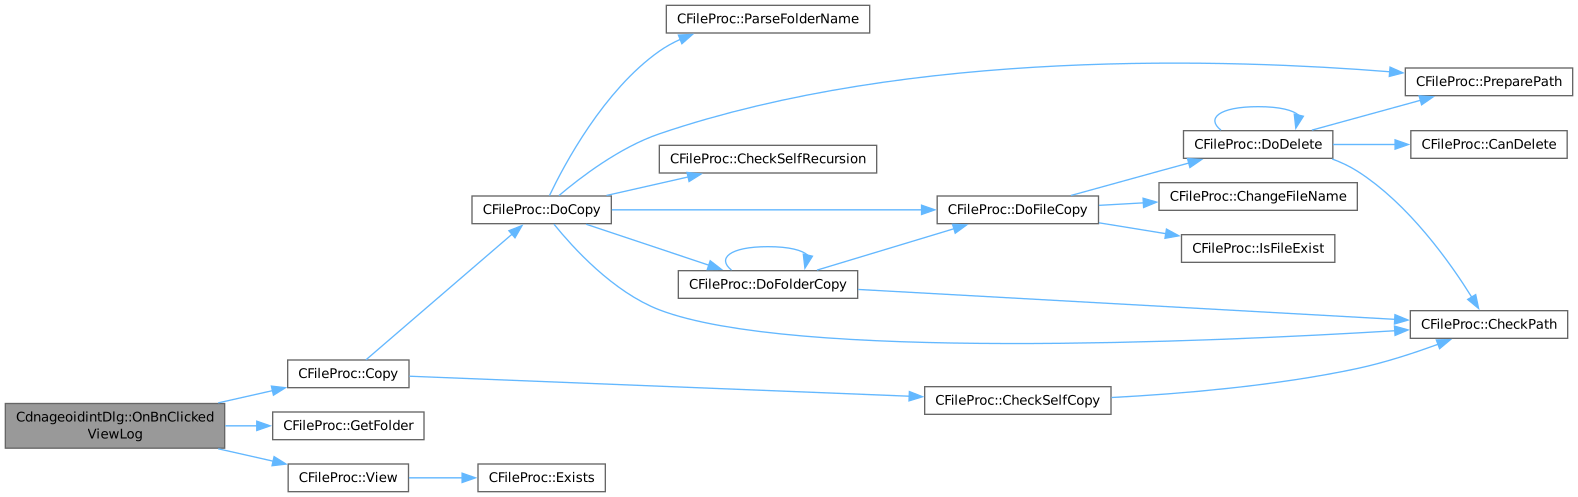 CFileProc::ParseFolderName
CFileProc::PreparePath
CFileProc::DoDelete
CFileProc::CanDelete
CFileProc::CheckSelfRecursion
CFileProc::ChangeFileName
CFileProc::DoCopy
CFileProc::DoFileCopy
CFileProc::IsFileExist
CFileProc::DoFolderCopy
CFileProc::CheckPath
CFileProc::Copy
CFileProc::CheckSelfCopy
CdnageoidintDlg::OnBnClicked
ViewLog
CFileProc::GetFolder
CFileProc::View
CFileProc::Exists